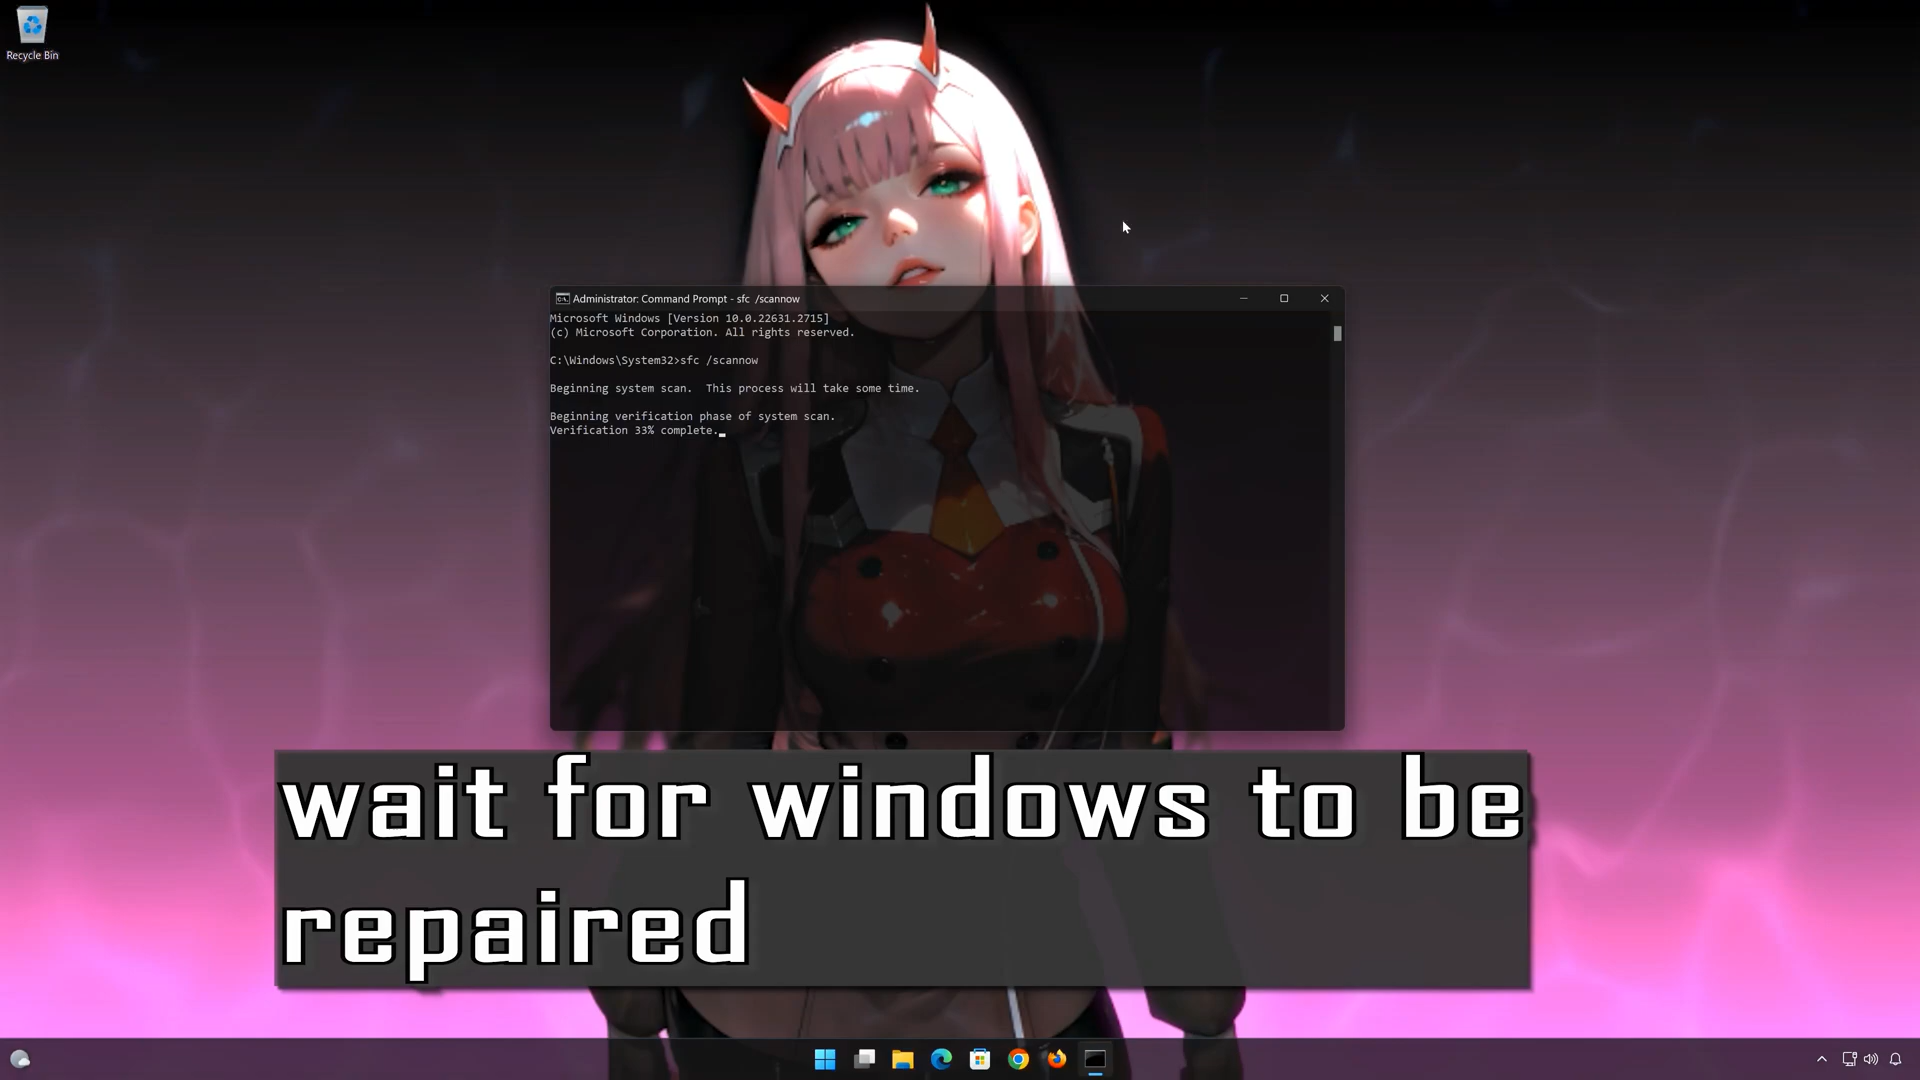 Recycle Bin
Administrator: Command Prompt - sfc  /scannow
Microsoft Windows [Version 10.0.22631.2715]
(c) Microsoft Corporation. All rights reserved.
C:\Windows\System32>sfc /scannow
Beginning system scan.  This process will take some time.
Beginning verification phase of system scan.
Verification 33% complete.
wait for windows to be
repaired